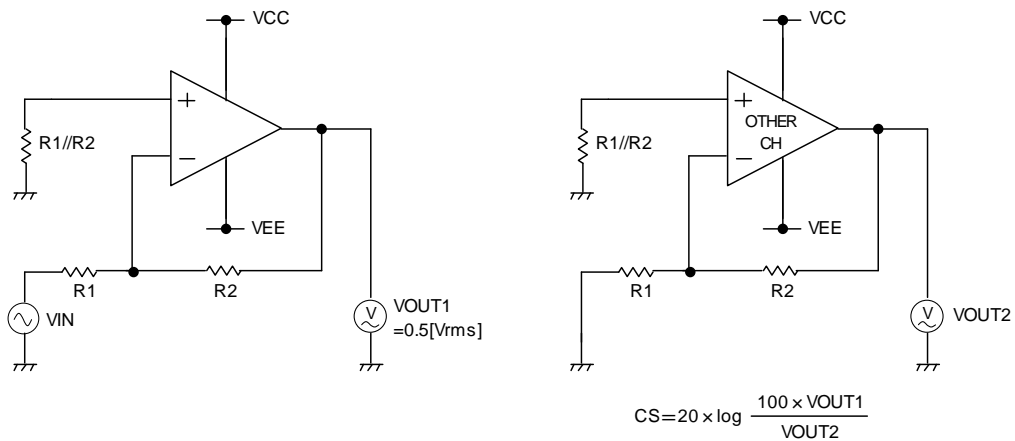 VCC
+
R1//R2
−
VEE
R1
R2
VIN
V
VOUT1
=0.5[Vrms]
VCC
+
OTHER
CH
R1//R2
−
VEE
R1
R2
V
VOUT2
CS=20×log 100×VOUT1
VOUT2